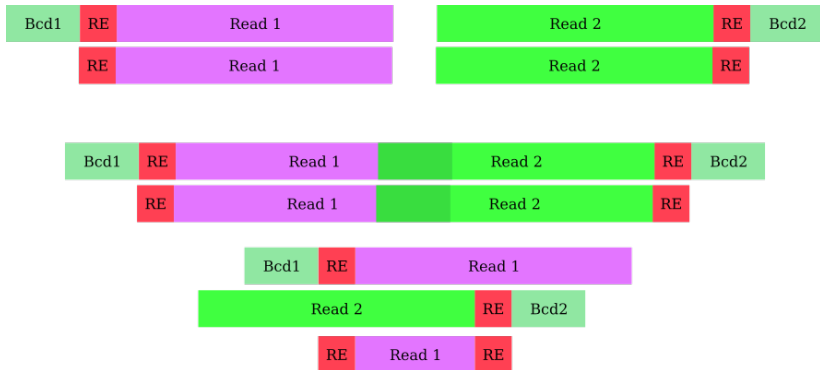 Bcd1 RE Read 1 Read 2 RE Bcd2
RE Read 1 Read 2 RE
Bcd1 RE Read 1 Read 2 RE Bcd2
RE Read 1 Read 2 RE
Bcd1 RE Read 1
Read 2 RE Bcd2
RE Read 1 RE